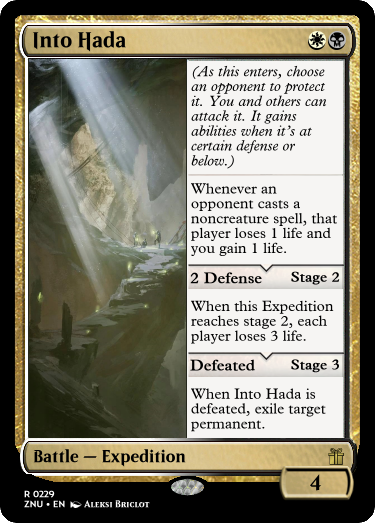 Into Hada
(As this enters, choose
an opponent to protect
it. You and others can
attack it. It gains
abilities when it's at
certain defense or
below.)
Whenever an
opponent casts a
noncreature spell, that
player loses 1 life and
you gain 1 life.
2 Defense Stage 2
When this Expedition
reaches stage 2, each
player loses 3 life.
Defeated Stage 3
When Into Hada is
defeated, exile target
permanent.
Battle — Expedition
4
R 0229
ZNU • EN Aleksi Briclot